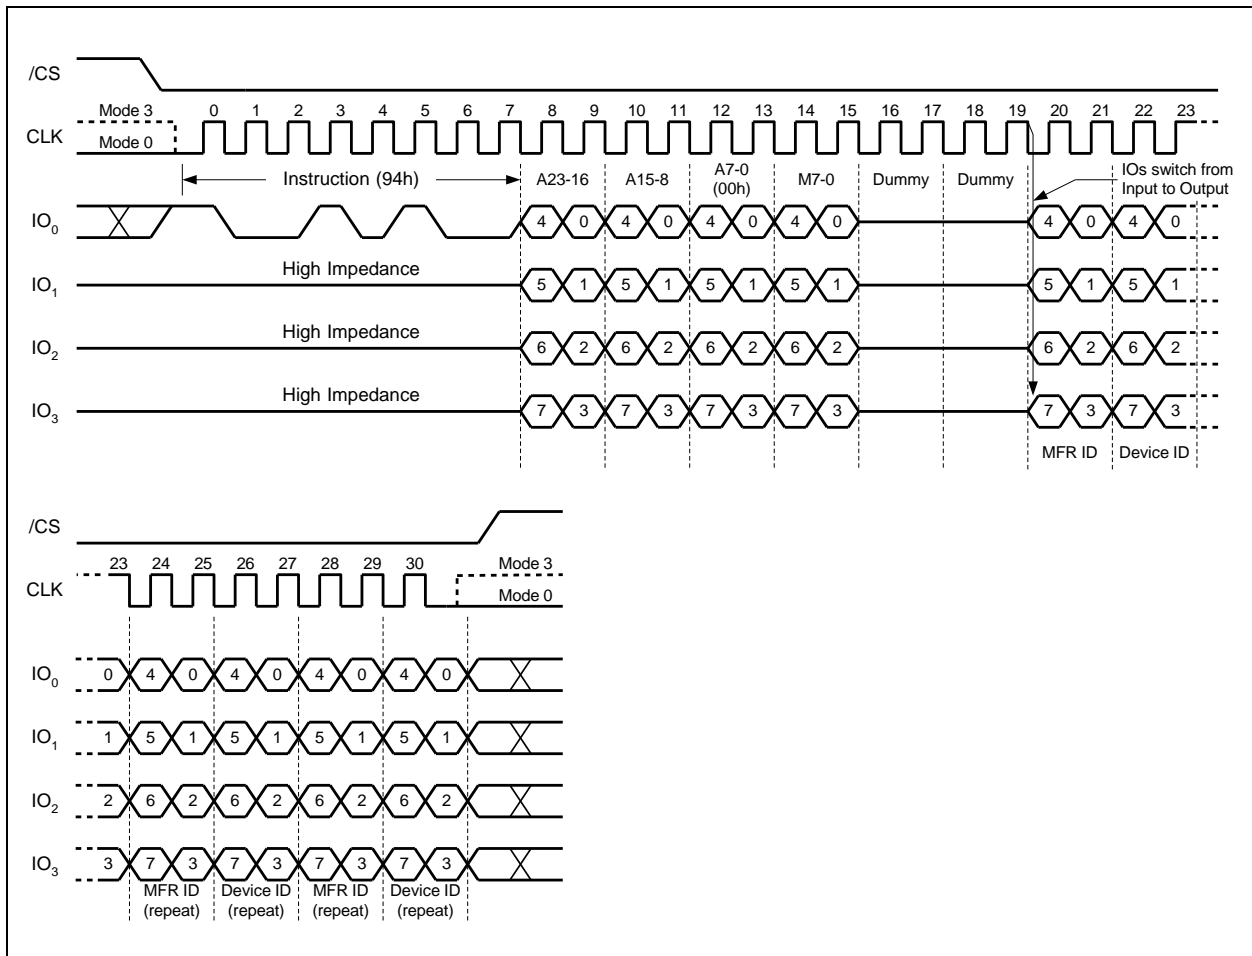 /CS
Mode 3 0 1 2 3 4 5 6 7 8 9 10 11 12 13 14 15 16 17 18 19 20 21 22 23
CLK
Mode 0
Instruction (94h) A23-16 A15-8 A7-0 (00h) M7-0 Dummy Dummy IOs switch from
Input to Output
IO0 4 0 4 0 4 0 4 0 4 0 4 0
High Impedance
IO1 5 1 5 1 5 1 5 1 5 1 5 1
High Impedance
IO2 6 2 6 2 6 2 6 2 6 2 6 2
High Impedance
IO3 7 3 7 3 7 3 7 3 7 3 7 3
MFR ID Device ID
/CS
23 24 25 26 27 28 29 30 Mode 3
CLK
Mode 0
IO0 0 4 0 4 0 4 0 4 0
IO1 1 5 1 5 1 5 1 5 1
IO2 2 6 2 6 2 6 2 6 2
IO3 3 7 3 7 3 7 3 7 3
MFR ID Device ID MFR ID Device ID
(repeat) (repeat) (repeat) (repeat)